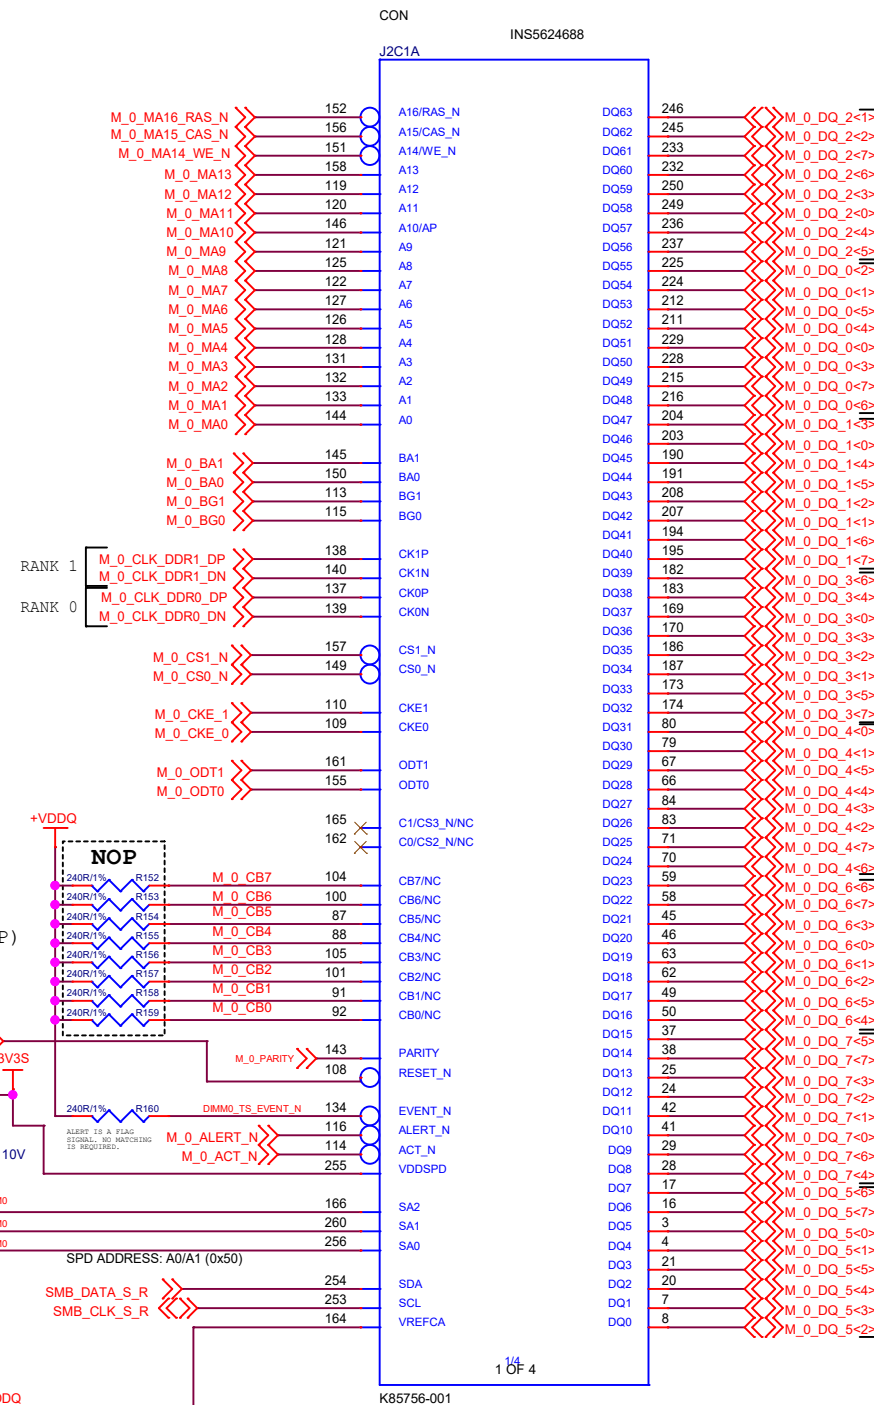 CON
INS5624688
J2C1A
M_0_MA16_RAS_N 152 A16/RAS_N DQ63 246 M_0_DQ_2<1>
M_0_MA15_CAS_N 156 A15/CAS_N DQ62 245 M_0_DQ_2<2>
M_0_MA14_WE_N 151 A14/WE_N DQ61 233 M_0_DQ_2<7>
M_0_MA13 158 A13 DQ60 232 M_0_DQ_2<6>
M_0_MA12 119 A12 DQ59 250 M_0_DQ_2<3>
M_0_MA11 120 A11 DQ58 249 M_0_DQ_2<0>
M_0_MA10 146 A10/AP DQ57 236 M_0_DQ_2<4>
M_0_MA9 121 A9 DQ56 237 M_0_DQ_2<5>
M_0_MA8 125 A8 DQ55 225 M_0_DQ_0<2>
M_0_MA7 122 A7 DQ54 224 M_0_DQ_0<1>
M_0_MA6 127 A6 DQ53 212 M_0_DQ_0<5>
M_0_MA5 126 A5 DQ52 211 M_0_DQ_0<4>
M_0_MA4 128 A4 DQ51 229 M_0_DQ_0<0>
M_0_MA3 131 A3 DQ50 228 M_0_DQ_0<3>
M_0_MA2 132 A2 DQ49 215 M_0_DQ_0<7>
M_0_MA1 133 A1 DQ48 216 M_0_DQ_0<6>
M_0_MA0 144 A0 DQ47 204 M_0_DQ_1<3>
DQ46 203 M_0_DQ_1<0>
M_0_BA1 145 BA1 DQ45 190 M_0_DQ_1<4>
M_0_BA0 150 BA0 DQ44 191 M_0_DQ_1<5>
M_0_BG1 113 BG1 DQ43 208 M_0_DQ_1<2>
M_0_BG0 115 BG0 DQ42 207 M_0_DQ_1<1>
DQ41 194 M_0_DQ_1<6>
RANK 1 M_0_CLK_DDR1_DP 138 CK1P DQ40 195 M_0_DQ_1<7>
M_0_CLK_DDR1_DN 140 CK1N DQ39 182 M_0_DQ_3<6>
RANK 0 M_0_CLK_DDR0_DP 137 CK0P DQ38 183 M_0_DQ_3<4>
M_0_CLK_DDR0_DN 139 CK0N DQ37 169 M_0_DQ_3<0>
DQ36 170 M_0_DQ_3<3>
M_0_CS1_N 157 CS1_N DQ35 186 M_0_DQ_3<2>
M_0_CS0_N 149 CS0_N DQ34 187 M_0_DQ_3<1>
DQ33 173 M_0_DQ_3<5>
M_0_CKE_1 110 CKE1 DQ32 174 M_0_DQ_3<7>
M_0_CKE_0 109 CKE0 DQ31 80 M_0_DQ_4<0>
DQ30 79 M_0_DQ_4<1>
M_0_ODT1 161 ODT1 DQ29 67 M_0_DQ_4<5>
M_0_ODT0 155 ODT0 DQ28 66 M_0_DQ_4<4>
DQ27 84 M_0_DQ_4<3>
+VDDQ 165 C1/CS3_N/NC DQ26 83 M_0_DQ_4<2>
162 C0/CS2_N/NC DQ25 71 M_0_DQ_4<7>
NOP DQ24 70 M_0_DQ_4<6>
240R/1% R152 M_0_CB7 104 CB7/NC DQ23 59 M_0_DQ_6<6>
240R/1% R153 M_0_CB6 100 CB6/NC DQ22 58 M_0_DQ_6<7>
240R/1% R154 M_0_CB5 87 CB5/NC DQ21 45 M_0_DQ_6<3>
P) 240R/1% R155 M_0_CB4 88 CB4/NC DQ20 46 M_0_DQ_6<0>
240R/1% R156 M_0_CB3 105 CB3/NC DQ19 63 M_0_DQ_6<1>
240R/1% R157 M_0_CB2 101 CB2/NC DQ18 62 M_0_DQ_6<2>
240R/1% R158 M_0_CB1 91 CB1/NC DQ17 49 M_0_DQ_6<5>
240R/1% R159 M_0_CB0 92 CB0/NC DQ16 50 M_0_DQ_6<4>
DQ15 37 M_0_DQ_7<5>
3V3S M_0_PARITY 143 PARITY DQ14 38 M_0_DQ_7<7>
108 RESET_N DQ13 25 M_0_DQ_7<3>
DQ12 24 M_0_DQ_7<2>
240R/1% R160 DIMM0_TS_EVENT_N 134 EVENT_N DQ11 42 M_0_DQ_7<1>
ALERT IS A FLAG
SIGNAL. NO MATCHING
IS REQUIRED.
M_0_ALERT_N 116 ALERT_N DQ10 41 M_0_DQ_7<0>
10V M_0_ACT_N 114 ACT_N DQ9 29 M_0_DQ_7<6>
255 VDDSPD DQ8 28 M_0_DQ_7<4>
DQ7 17 M_0_DQ_5<6>
M0 166 SA2 DQ6 16 M_0_DQ_5<7>
M0 260 SA1 DQ5 3 M_0_DQ_5<0>
M0 256 SA0 DQ4 4 M_0_DQ_5<1>
SPD ADDRESS: A0/A1 (0x50) DQ3 21 M_0_DQ_5<5>
SMB_DATA_S_R 254 SDA DQ2 20 M_0_DQ_5<4>
SMB_CLK_S_R 253 SCL DQ1 7 M_0_DQ_5<3>
164 VREFCA DQ0 8 M_0_DQ_5<2>
1/4
1 OF 4
DDQ K85756-001